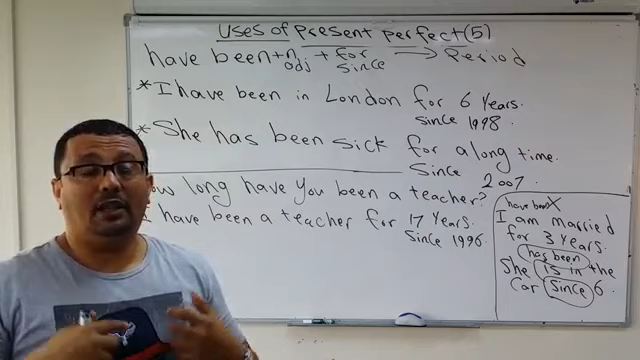 Uses of present perfect (5)
have been + n + for → Period
adj since
* I have been in London for 6 Years.
since 1998.
* She has been sick for a long time.
Since 2007.
How long have you been a teacher?
I have been a teacher for 17 Years.
Since 1996.
have been X
I am married
for 3 Years.
has been
She is in the
car since 6.